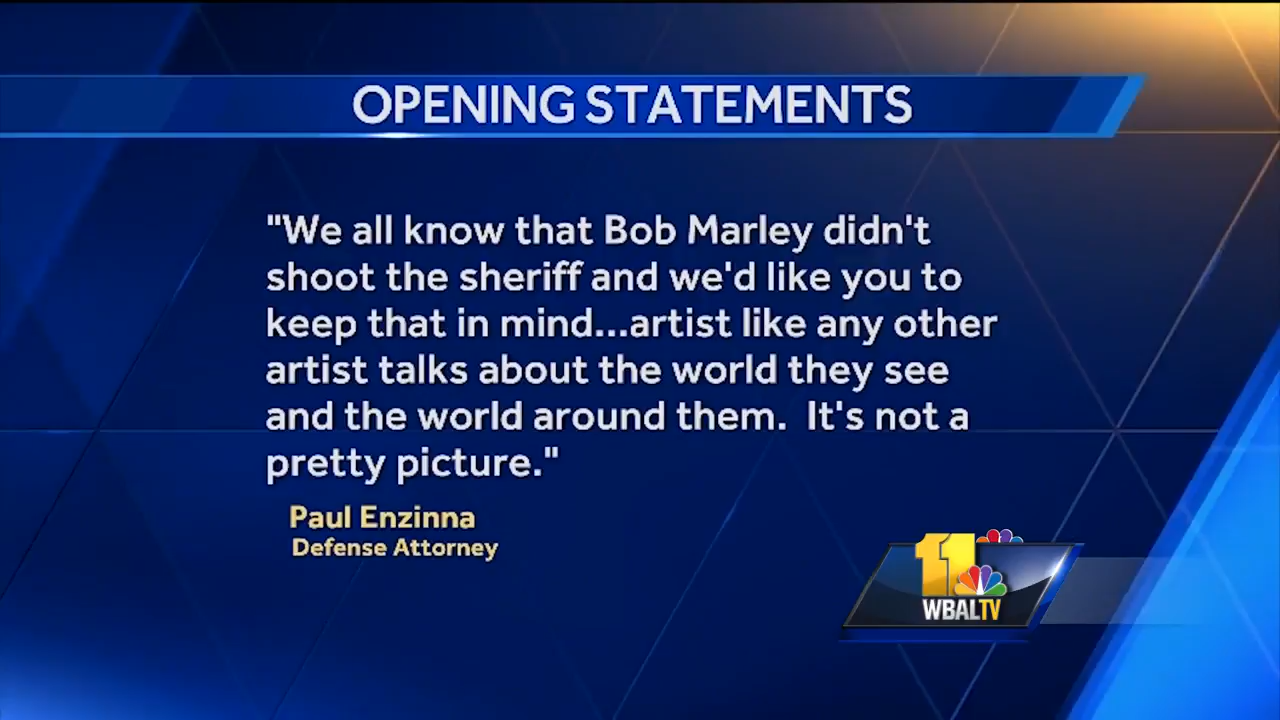 OPENING STATEMENTS
"We all know that Bob Marley didn't
shoot the sheriff and we'd like you to
keep that in mind...artist like any other
artist talks about the world they see
and the world around them.  It's not a
pretty picture."
Paul Enzinna
Defense Attorney
11
WBALTV